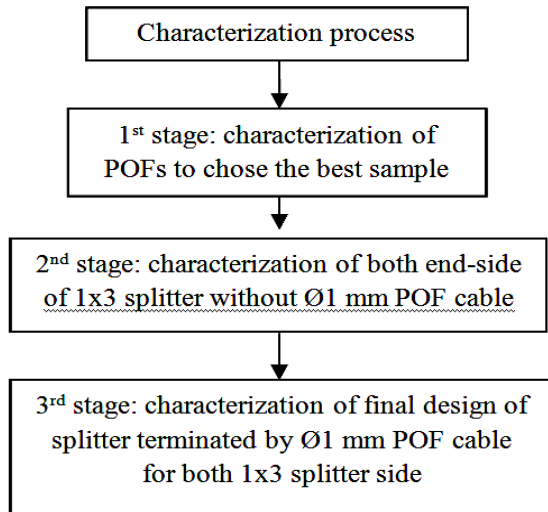 Characterization process
1st stage: characterization of
POFs to chose the best sample
2nd stage: characterization of both end-side
of 1x3 splitter without Ø1 mm POF cable
3rd stage: characterization of final design of
splitter terminated by Ø1 mm POF cable
for both 1x3 splitter side